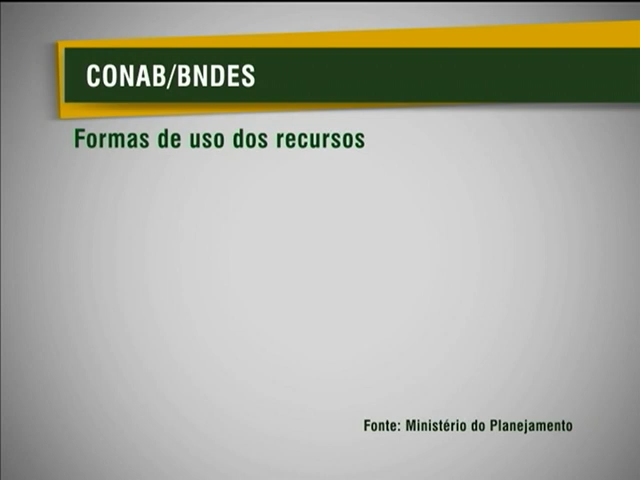 CONAB/BNDES
Formas de uso dos recursos
Fonte: Ministério do Planejamento